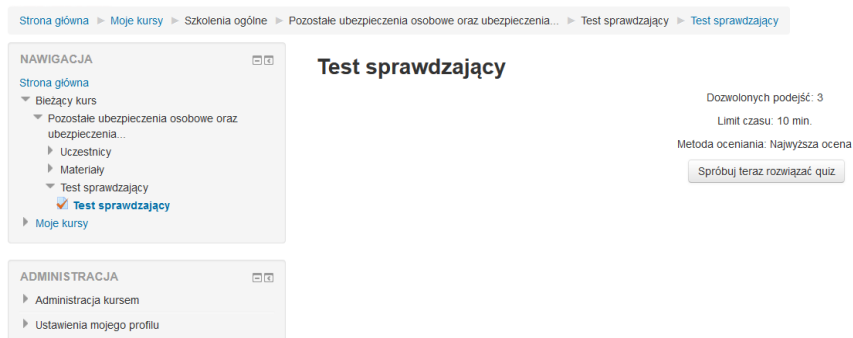 Strona główna ▶ Moje kursy ▶ Szkolenia ogólne ▶ Pozostałe ubezpieczenia osobowe oraz ubezpieczenia... ▶ Test sprawdzający ▶ Test sprawdzający
NAWIGACJA
Strona główna
Bieżący kurs
Pozostałe ubezpieczenia osobowe oraz
ubezpieczenia...
Uczestnicy
Materiały
Test sprawdzający
Test sprawdzający
Moje kursy
ADMINISTRACJA
Administracja kursem
Ustawienia mojego profilu
Test sprawdzający
Dozwolonych podejść: 3
Limit czasu: 10 min.
Metoda oceniania: Najwyższa ocena
Spróbuj teraz rozwiązać quiz